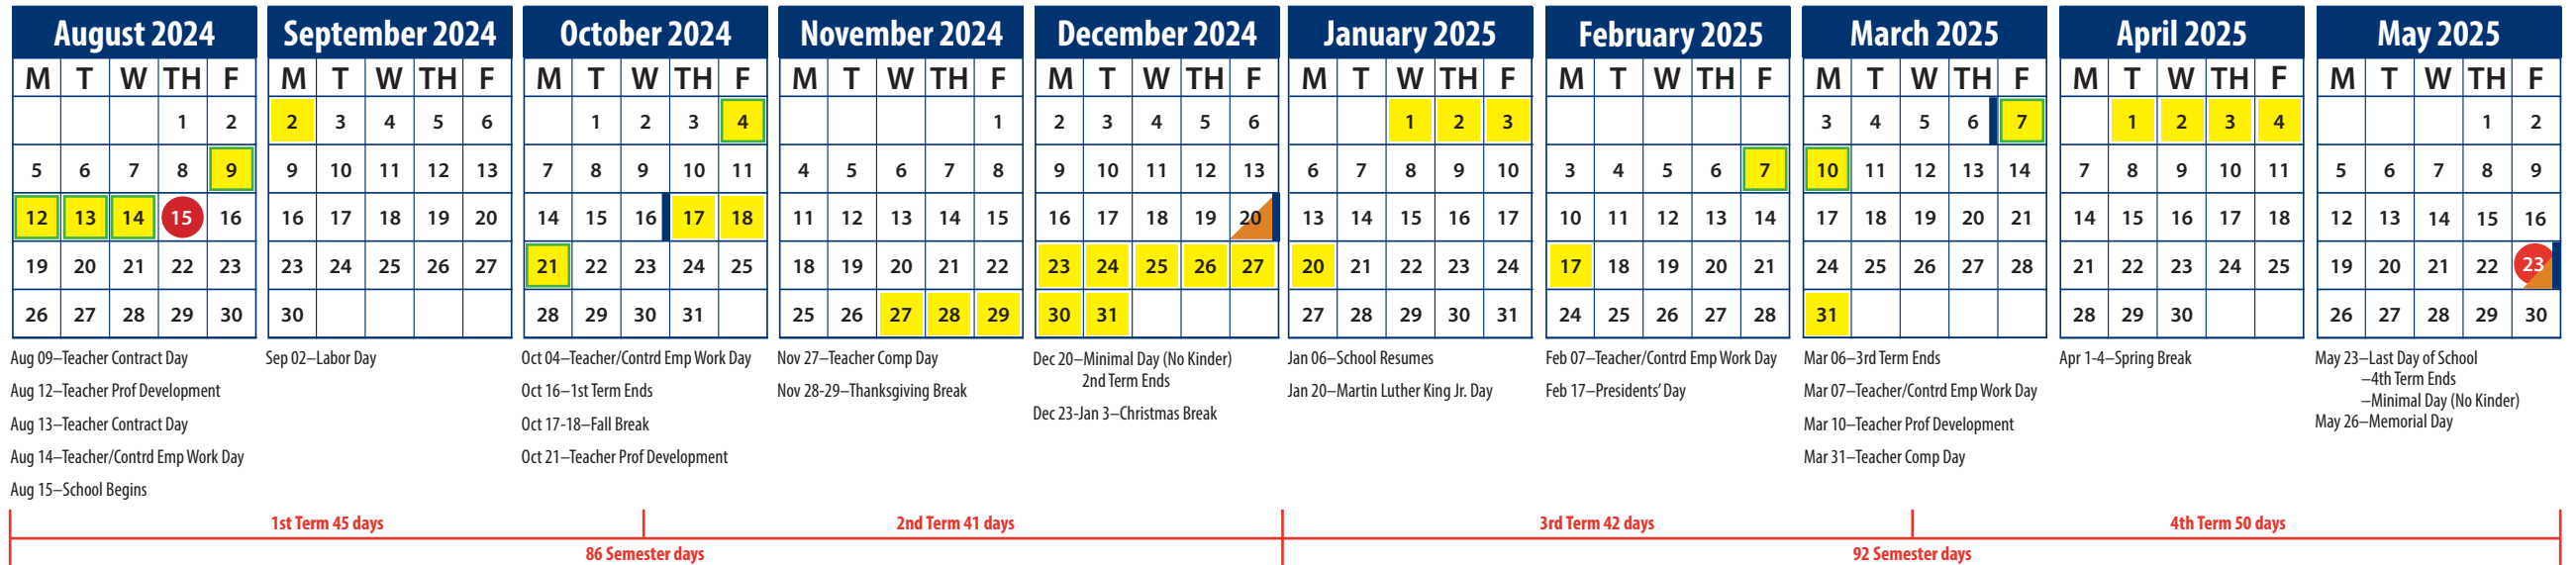 August 2024
M T W TH F
1 2
5 6 7 8 9
12 13 14 15 16
19 20 21 22 23
26 27 28 29 30
Aug 09–Teacher Contract Day
Aug 12–Teacher Prof Development
Aug 13–Teacher Contract Day
Aug 14–Teacher/Contrd Emp Work Day
Aug 15–School Begins
September 2024
M T W TH F
2 3 4 5 6
9 10 11 12 13
16 17 18 19 20
23 24 25 26 27
30
Sep 02–Labor Day
October 2024
M T W TH F
1 2 3 4
7 8 9 10 11
14 15 16 17 18
21 22 23 24 25
28 29 30 31
Oct 04–Teacher/Contrd Emp Work Day
Oct 16–1st Term Ends
Oct 17-18–Fall Break
Oct 21–Teacher Prof Development
November 2024
M T W TH F
1
4 5 6 7 8
11 12 13 14 15
18 19 20 21 22
25 26 27 28 29
Nov 27–Teacher Comp Day
Nov 28-29–Thanksgiving Break
December 2024
M T W TH F
2 3 4 5 6
9 10 11 12 13
16 17 18 19 20
23 24 25 26 27
30 31
Dec 20–Minimal Day (No Kinder)
2nd Term Ends
Dec 23-Jan 3–Christmas Break
January 2025
M T W TH F
1 2 3
6 7 8 9 10
13 14 15 16 17
20 21 22 23 24
27 28 29 30 31
Jan 06–School Resumes
Jan 20–Martin Luther King Jr. Day
February 2025
M T W TH F
3 4 5 6 7
10 11 12 13 14
17 18 19 20 21
24 25 26 27 28
Feb 07–Teacher/Contrd Emp Work Day
Feb 17–Presidents' Day
March 2025
M T W TH F
3 4 5 6 7
10 11 12 13 14
17 18 19 20 21
24 25 26 27 28
31
Mar 06–3rd Term Ends
Mar 07–Teacher/Contrd Emp Work Day
Mar 10–Teacher Prof Development
Mar 31–Teacher Comp Day
April 2025
M T W TH F
1 2 3 4
7 8 9 10 11
14 15 16 17 18
21 22 23 24 25
28 29 30
Apr 1-4–Spring Break
May 2025
M T W TH F
1 2
5 6 7 8 9
12 13 14 15 16
19 20 21 22 23
26 27 28 29 30
May 23–Last Day of School
–4th Term Ends
–Minimal Day (No Kinder)
May 26–Memorial Day
1st Term 45 days
2nd Term 41 days
3rd Term 42 days
4th Term 50 days
86 Semester days
92 Semester days